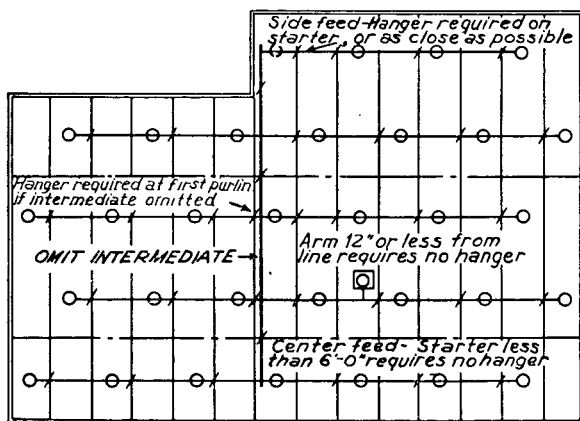 Side feed-Hanger required on
starter, or as close as possible
Hanger required at first purlin
if intermediate omitted
OMIT INTERMEDIATE
Arm 12" or less from
line requires no hanger
Center feed- Starter less
than 6'-0" requires no hanger